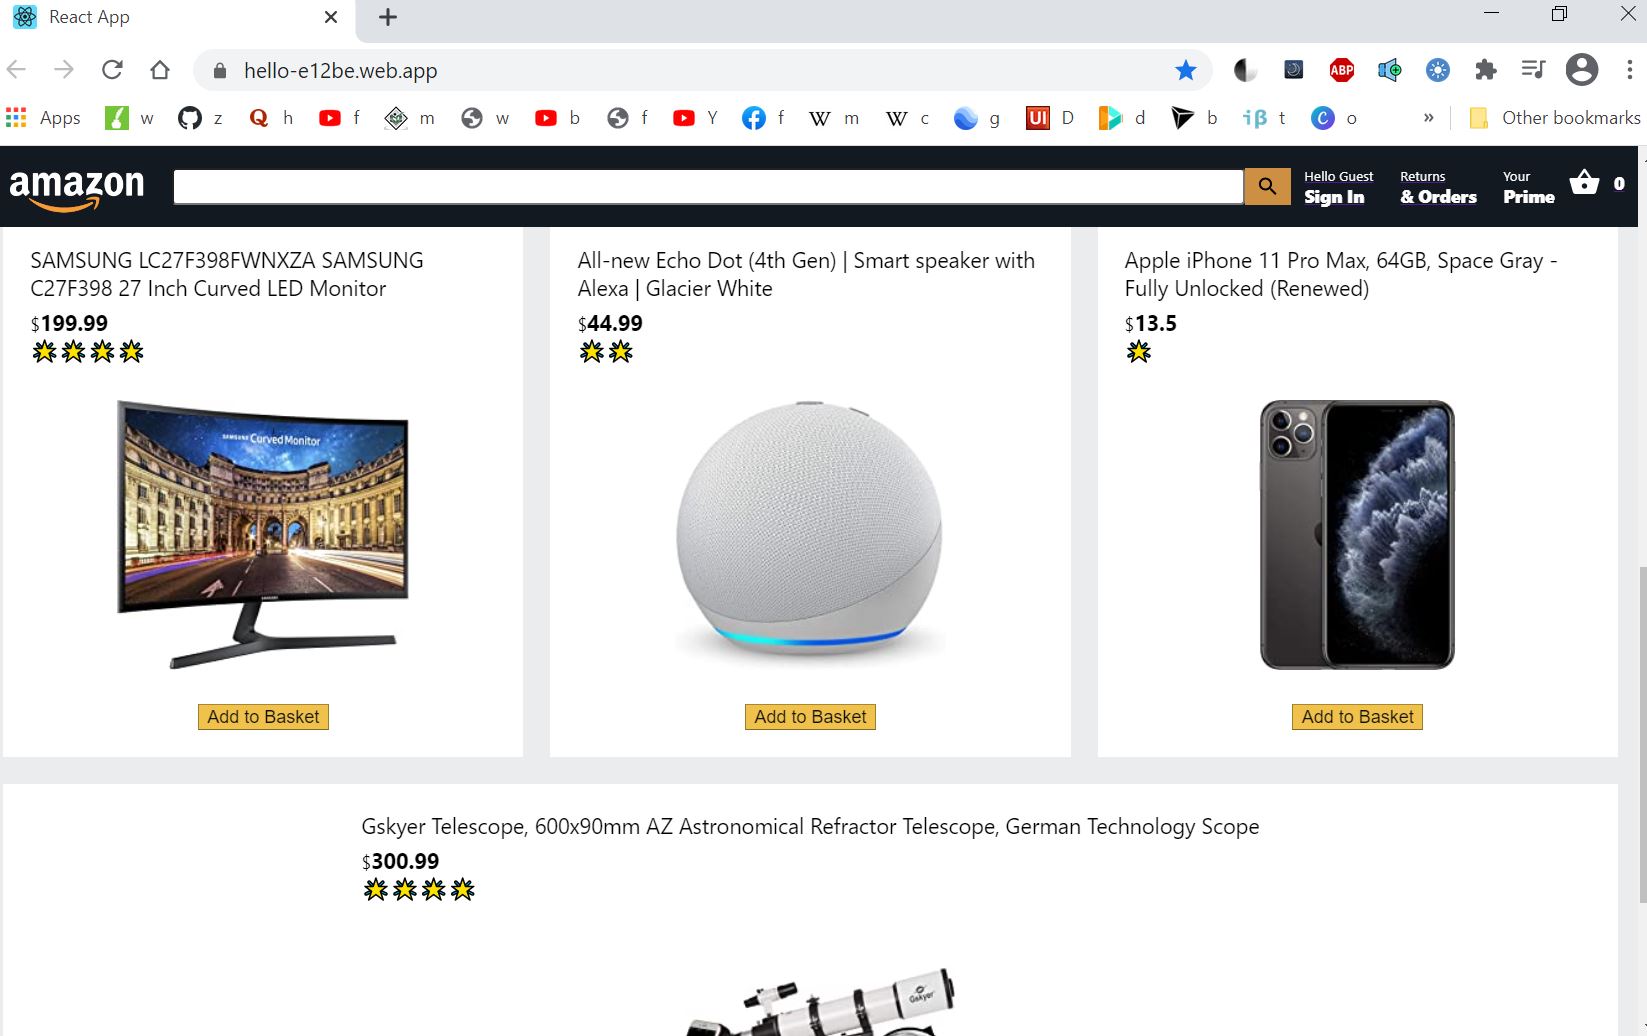 React App
hello-e12be.web.app
ABP
Apps w z h f m w b f Y f m c g UI D d b iβ t C o » Other bookmarks
amazon
Hello Guest
Sign In
Returns
& Orders
Your
Prime
0
SAMSUNG LC27F398FWNXZA SAMSUNG
C27F398 27 Inch Curved LED Monitor
$199.99
SAMSUNG Curved Monitor
SAMSUNG
Add to Basket
All-new Echo Dot (4th Gen) | Smart speaker with
Alexa | Glacier White
$44.99
Add to Basket
Apple iPhone 11 Pro Max, 64GB, Space Gray -
Fully Unlocked (Renewed)
$13.5
Add to Basket
Gskyer Telescope, 600x90mm AZ Astronomical Refractor Telescope, German Technology Scope
$300.99
Gskyer